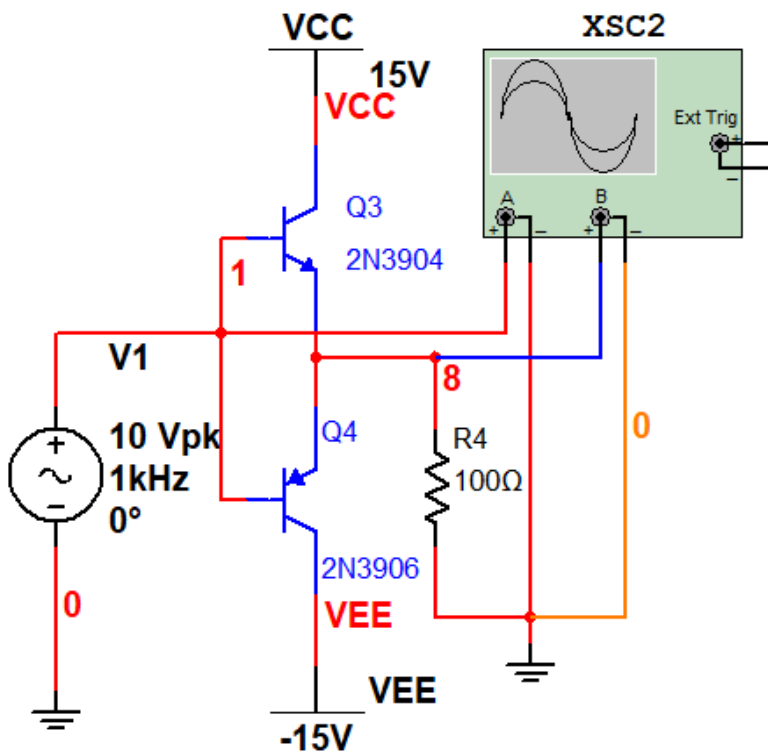 VCC
15V
VCC
XSC2
Ext Trig
+
−
A
B
+
−
+
−
Q3
2N3904
1
V1
8
+
10 Vpk
1kHz
0°
−
Q4
R4
100Ω
0
2N3906
0
VEE
VEE
-15V